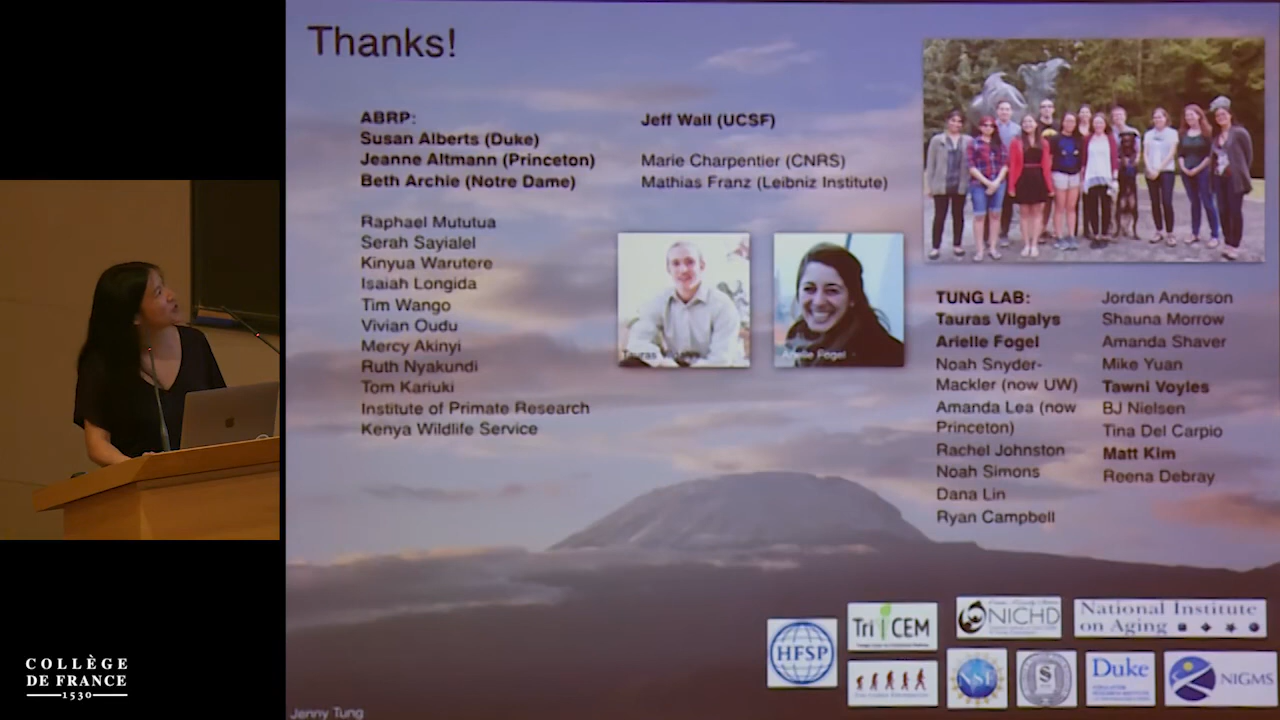 Thanks!
ABRP:
Susan Alberts (Duke)
Jeanne Altmann (Princeton)
Beth Archie (Notre Dame)
Raphael Mututua
Serah Sayialel
Kinyua Warutere
Isaiah Longida
Tim Wango
Vivian Oudu
Mercy Akinyi
Ruth Nyakundi
Tom Kariuki
Institute of Primate Research
Kenya Wildlife Service
Jeff Wall (UCSF)
Marie Charpentier (CNRS)
Mathias Franz (Leibniz Institute)
Tauras
Arielle Fogel
TUNG LAB:
Tauras Vilgalys
Arielle Fogel
Noah Snyder-
Mackler (now UW)
Amanda Lea (now
Princeton)
Rachel Johnston
Noah Simons
Dana Lin
Ryan Campbell
Jordan Anderson
Shauna Morrow
Amanda Shaver
Mike Yuan
Tawni Voyles
BJ Nielsen
Tina Del Carpio
Matt Kim
Reena Debray
HFSP
TriCEM
NICHD
National Institute
on Aging
NSF
S
Duke
NIGMS
Jenny Tung
COLLÈGE
DE FRANCE
1530